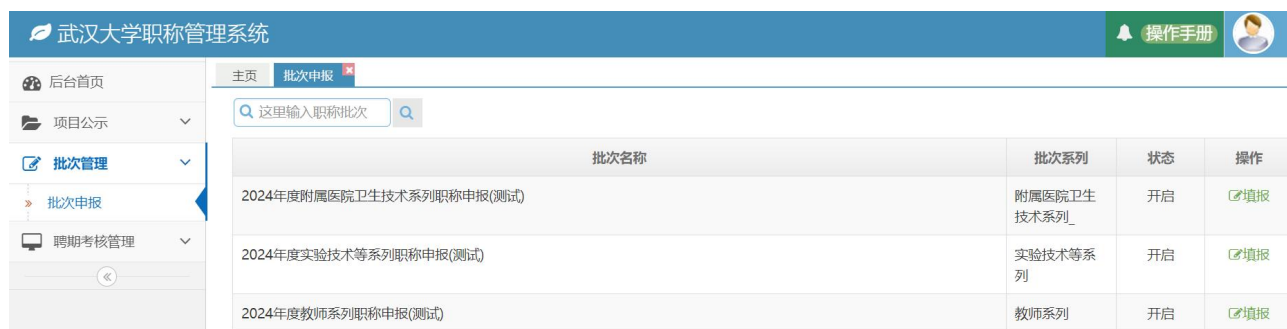 武汉大学职称管理系统
操作手册
后台首页
项目公示
批次管理
批次申报
聘期考核管理
主页
批次申报
这里输入职称批次
批次名称 批次系列 状态 操作
2024年度附属医院卫生技术系列职称申报(测试) 附属医院卫生 开启 填报
技术系列_
2024年度实验技术等系列职称申报(测试) 实验技术等系 开启 填报
列
2024年度教师系列职称申报(测试) 教师系列 开启 填报